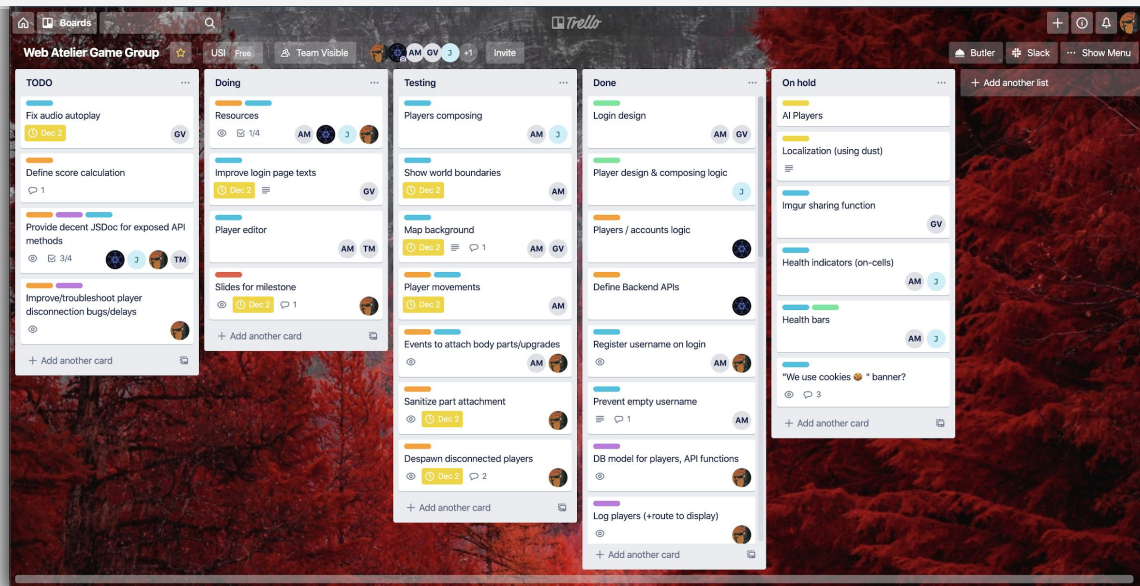 Boards
Trello
Web Atelier Game Group
USI Free
Team Visible
AM GV J +1
Invite
Butler
Slack
··· Show Menu
TODO
Fix audio autoplay
Dec 2
GV
Define score calculation
1
Provide decent JSDoc for exposed API
methods
3/4
J
TM
Improve/troubleshoot player
disconnection bugs/delays
+ Add another card
Doing
Resources
1/4
AM
J
Improve login page texts
Dec 2
GV
Player editor
AM TM
Slides for milestone
Dec 2
1
+ Add another card
Testing
Players composing
AM J
Show world boundaries
Dec 2
AM
Map background
Dec 2
1
AM GV
Player movements
Dec 2
AM
Events to attach body parts/upgrades
AM
Sanitize part attachment
Dec 2
Despawn disconnected players
Dec 2
2
+ Add another card
Done
Login design
AM GV
Player design & composing logic
J
Players / accounts logic
Define Backend APIs
Register username on login
AM
Prevent empty username
1
AM
DB model for players, API functions
Log players (+route to display)
+ Add another card
On hold
AI Players
Localization (using dust)
Imgur sharing function
GV
Health indicators (on-cells)
AM J
Health bars
AM J
"We use cookies 🍪 " banner?
3
+ Add another card
+ Add another list